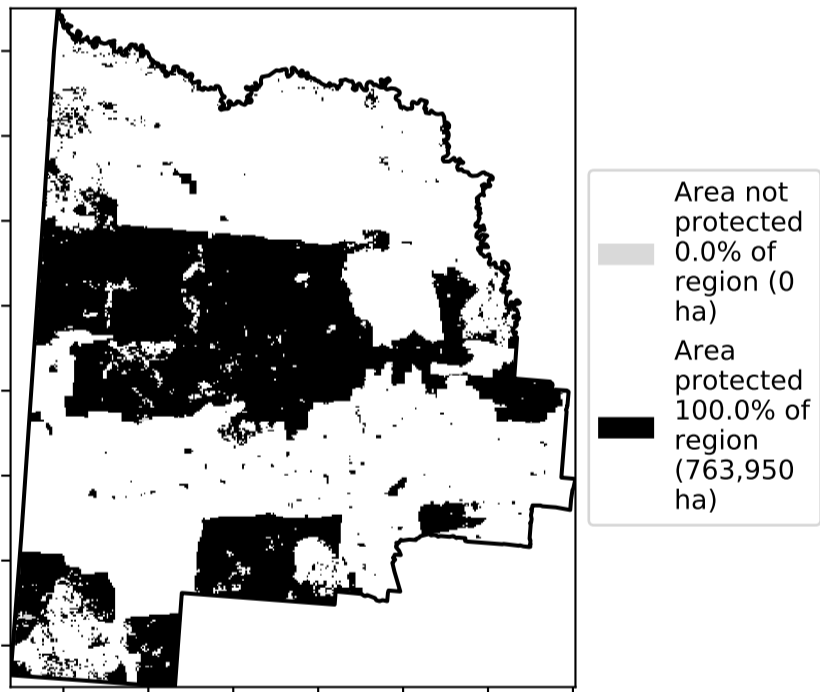 Area not
protected
0.0% of
region (0
ha)
Area
protected
100.0% of
region
(763,950
ha)